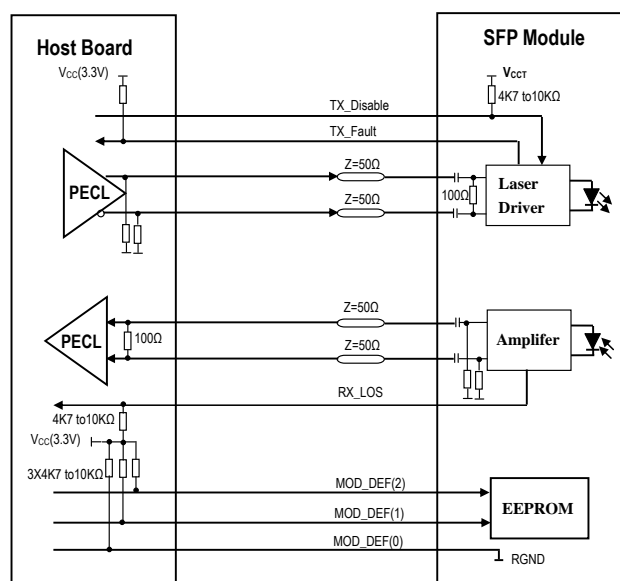 Host Board
SFP Module
VCC(3.3V)
VCCT
4K7 to10KΩ
TX_Disable
TX_Fault
Z=50Ω
PECL
100Ω
Laser
Driver
Z=50Ω
Z=50Ω
PECL
100Ω
Amplifer
Z=50Ω
RX_LOS
4K7 to10KΩ
VCC(3.3V)
3X4K7 to10KΩ
MOD_DEF(2)
EEPROM
MOD_DEF(1)
MOD_DEF(0)
RGND